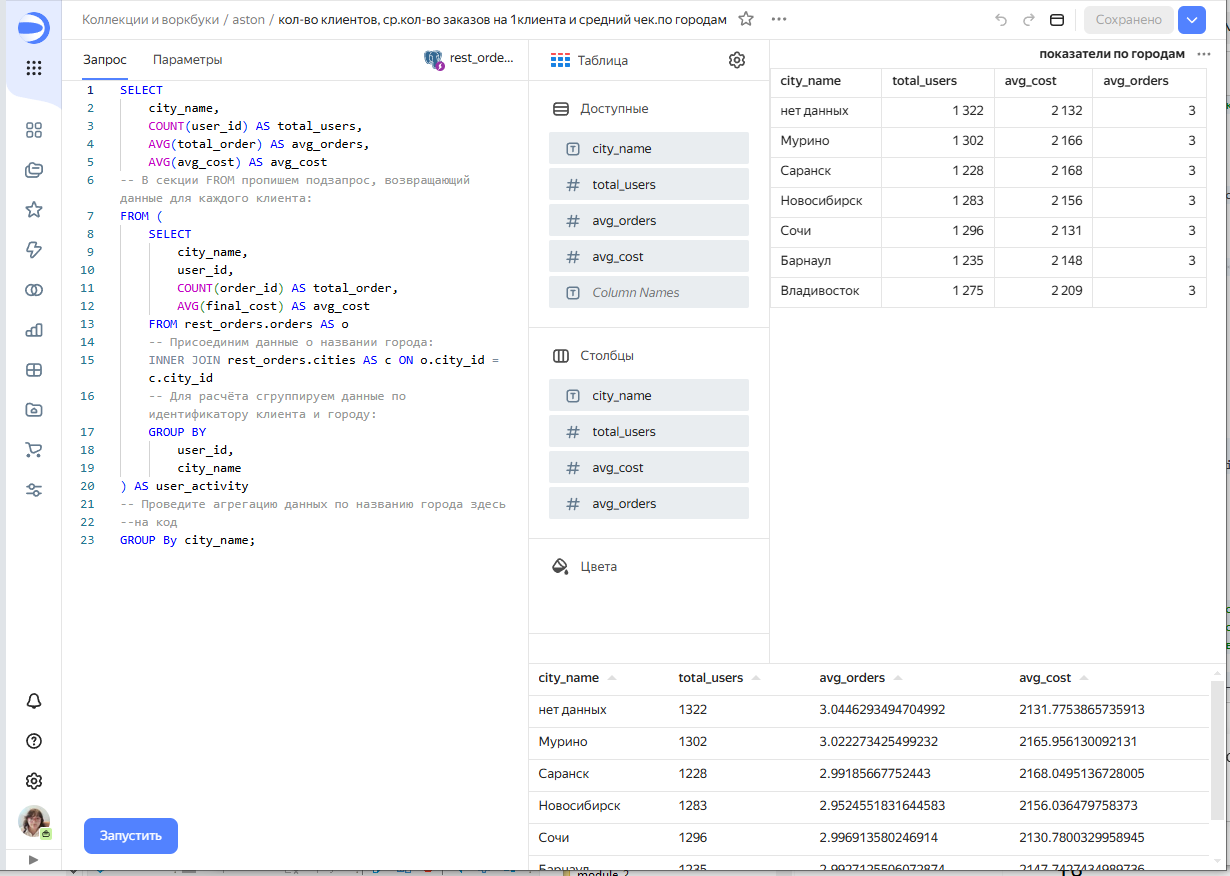 Коллекции и воркбуки / aston / кол-во клиентов, ср.кол-во заказов на 1клиента и средний чек.по городам
Сохранено
Запрос Параметры rest_orde...
1 SELECT
2 city_name,
3 COUNT(user_id) AS total_users,
4 AVG(total_order) AS avg_orders,
5 AVG(avg_cost) AS avg_cost
6 -- В секции FROM пропишем подзапрос, возвращающий
данные для каждого клиента:
7 FROM (
8 SELECT
9 city_name,
10 user_id,
11 COUNT(order_id) AS total_order,
12 AVG(final_cost) AS avg_cost
13 FROM rest_orders.orders AS o
14 -- Присоединим данные о названии города:
15 INNER JOIN rest_orders.cities AS c ON o.city_id =
c.city_id
16 -- Для расчёта сгруппируем данные по
идентификатору клиента и городу:
17 GROUP BY
18 user_id,
19 city_name
20 ) AS user_activity
21 -- Проведите агрегацию данных по названию города здесь
22 --на код
23 GROUP By city_name;
Запустить
Таблица
Доступные
city_name
total_users
avg_orders
avg_cost
Column Names
Столбцы
city_name
total_users
avg_cost
avg_orders
Цвета
показатели по городам
city_name total_users avg_cost avg_orders
нет данных 1 322 2 132 3
Мурино 1 302 2 166 3
Саранск 1 228 2 168 3
Новосибирск 1 283 2 156 3
Сочи 1 296 2 131 3
Барнаул 1 235 2 148 3
Владивосток 1 275 2 209 3
city_name total_users avg_orders avg_cost
нет данных 1322 3.0446293494704992 2131.7753865735913
Мурино 1302 3.022273425499232 2165.956130092131
Саранск 1228 2.99185667752443 2168.0495136728005
Новосибирск 1283 2.9524551831644583 2156.036479758373
Сочи 1296 2.996913580246914 2130.7800329958945
Барнаул 1235 2.9927125506072874 2147.7427434989736
module_2